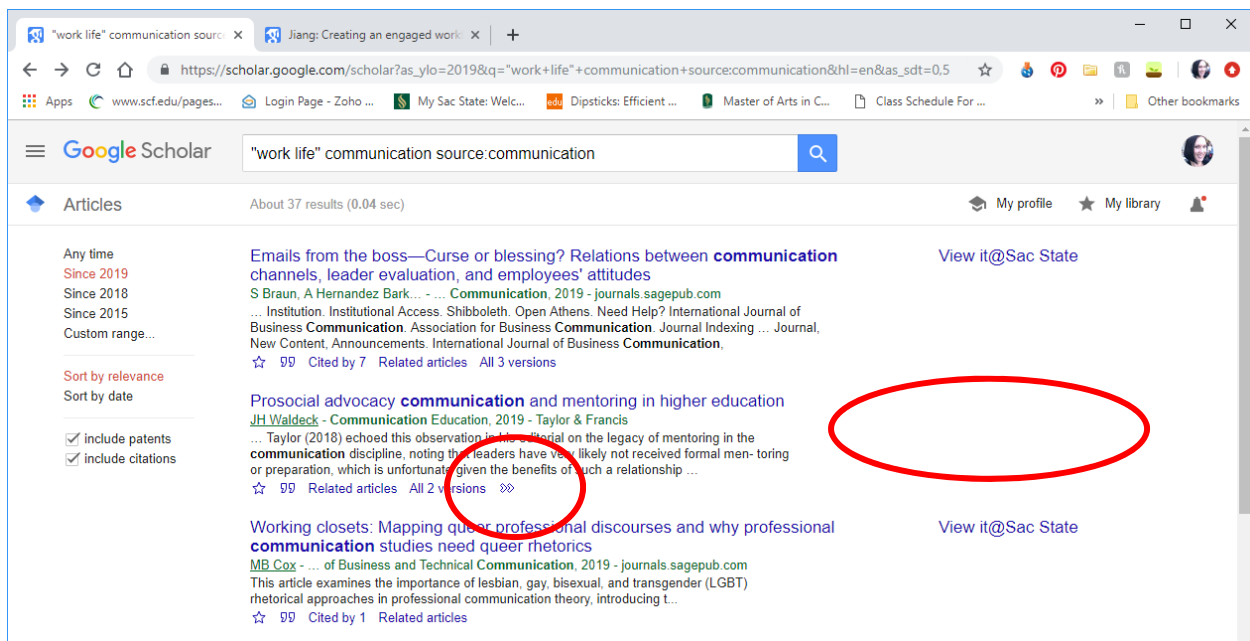 "work life" communication source
Jiang: Creating an engaged work
https://scholar.google.com/scholar?as_ylo=2019&q="work+life"+communication+source:communication&hl=en&as_sdt=0,5
Apps www.scf.edu/pages... Login Page - Zoho ... My Sac State: Welc... edu Dipsticks: Efficient ... Master of Arts in C... Class Schedule For ... » Other bookmarks
Google Scholar
"work life" communication source:communication
Articles
About 37 results (0.04 sec)
My profile
My library
Any time
Since 2019
Since 2018
Since 2015
Custom range...
Sort by relevance
Sort by date
include patents
include citations
Emails from the boss—Curse or blessing? Relations between communication
channels, leader evaluation, and employees' attitudes
S Braun, A Hernandez Bark... - ... Communication, 2019 - journals.sagepub.com
... Institution. Institutional Access. Shibboleth. Open Athens. Need Help? International Journal of
Business Communication. Association for Business Communication. Journal Indexing ... Journal,
New Content, Announcements. International Journal of Business Communication,
Cited by 7 Related articles All 3 versions
View it@Sac State
Prosocial advocacy communication and mentoring in higher education
JH Waldeck - Communication Education, 2019 - Taylor & Francis
... Taylor (2018) echoed this observation in his editorial on the legacy of mentoring in the
communication discipline, noting that leaders have very likely not received formal men- toring
or preparation, which is unfortunate given the benefits of such a relationship ...
Related articles All 2 versions
Working closets: Mapping queer professional discourses and why professional
communication studies need queer rhetorics
MB Cox - ... of Business and Technical Communication, 2019 - journals.sagepub.com
This article examines the importance of lesbian, gay, bisexual, and transgender (LGBT)
rhetorical approaches in professional communication theory, introducing t...
Cited by 1 Related articles
View it@Sac State